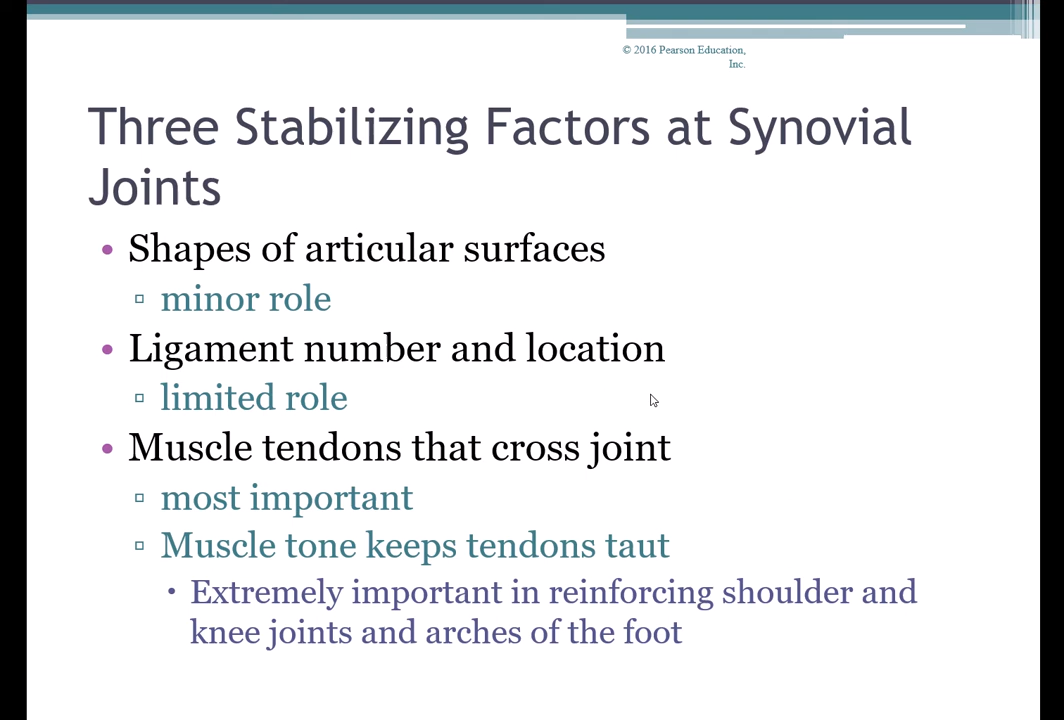 © 2016 Pearson Education,
Inc.
Three Stabilizing Factors at Synovial
Joints
• Shapes of articular surfaces
▫ minor role
• Ligament number and location
▫ limited role
• Muscle tendons that cross joint
▫ most important
▫ Muscle tone keeps tendons taut
▪ Extremely important in reinforcing shoulder and
knee joints and arches of the foot